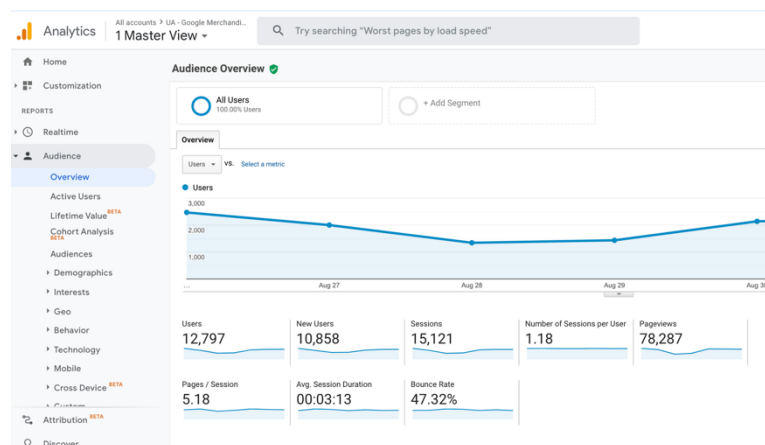 Analytics
All accounts > UA - Google Merchandi...
1 Master View
Try searching "Worst pages by load speed"
Home
Customization
REPORTS
Realtime
Audience
Overview
Active Users
Lifetime Value BETA
Cohort Analysis
BETA
Audiences
Demographics
Interests
Geo
Behavior
Technology
Mobile
Cross Device BETA
Custom
Attribution BETA
Discover
Audience Overview
All Users
100.00% Users
+ Add Segment
Overview
Users VS. Select a metric
Users
3,000
2,000
1,000
... Aug 27 Aug 28 Aug 29 Aug 30
Users New Users Sessions Number of Sessions per User Pageviews
12,797 10,858 15,121 1.18 78,287
Pages / Session Avg. Session Duration Bounce Rate
5.18 00:03:13 47.32%